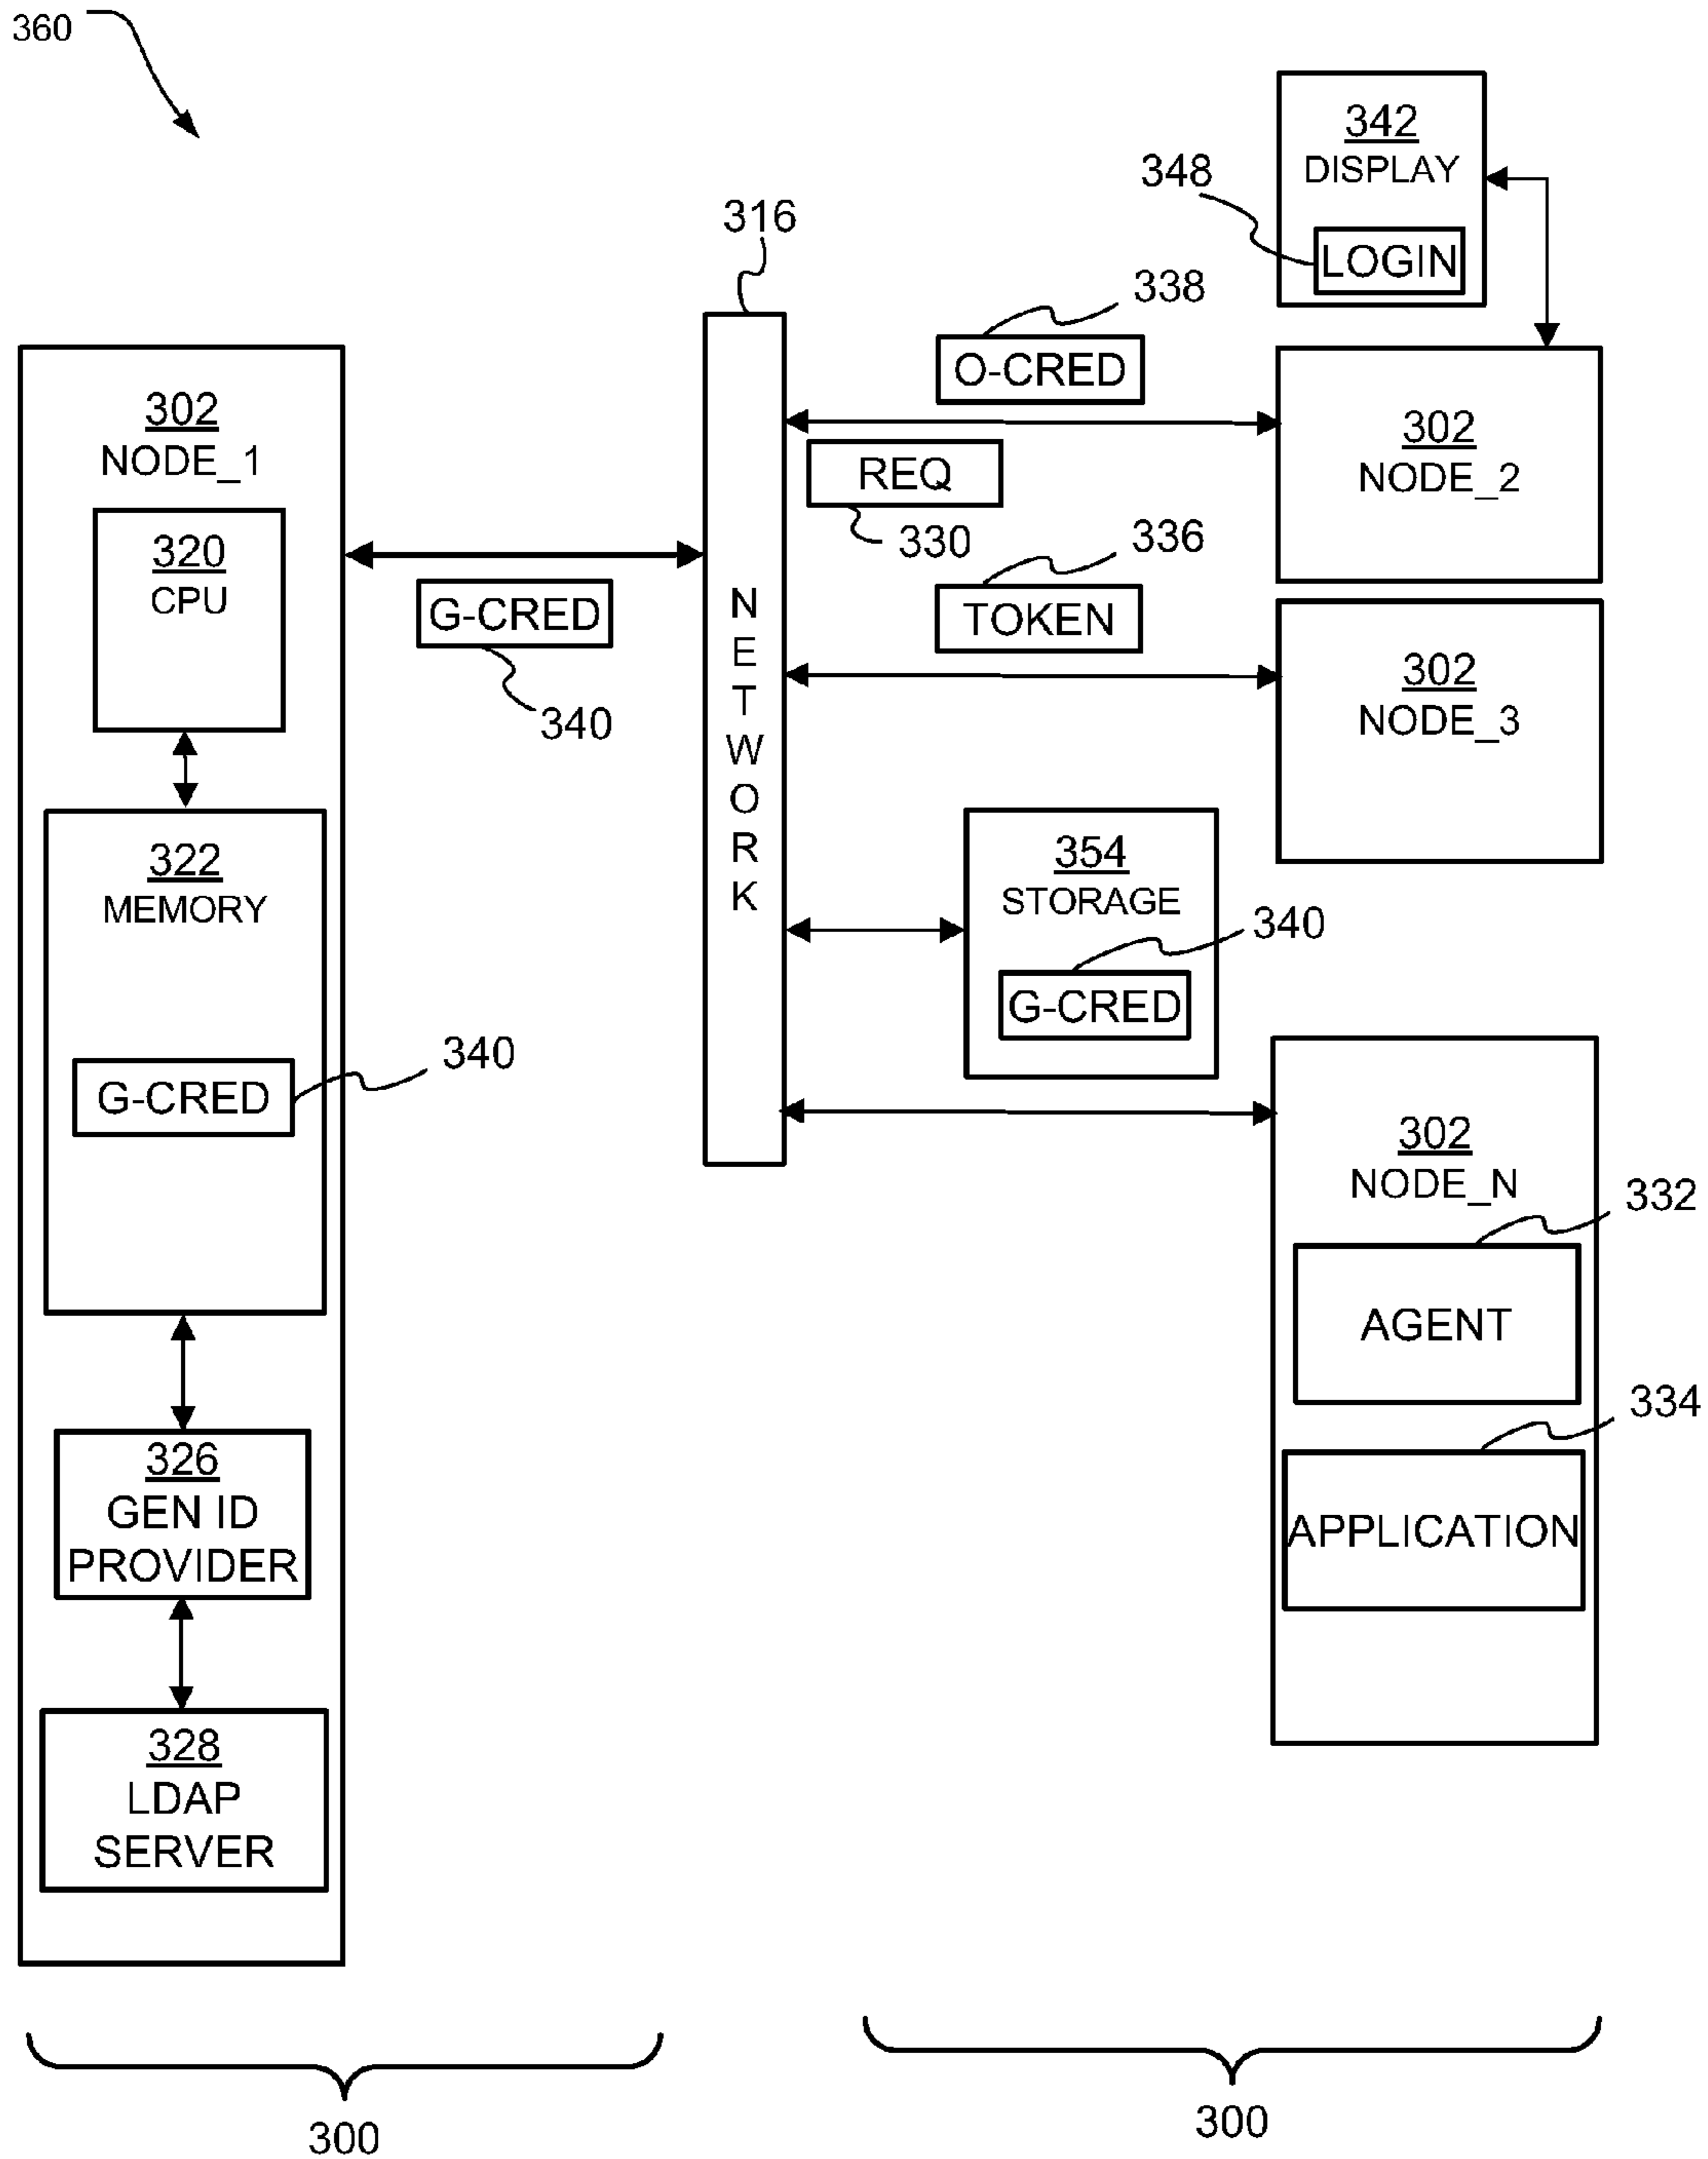 360
342
DISPLAY
348
LOGIN
316
338
O-CRED
302
NODE_1
302
NODE_2
REQ
330
320
CPU
336
G-CRED
TOKEN
340
NETWORK
302
NODE_3
322
MEMORY
354
STORAGE
340
G-CRED
340
G-CRED
302
NODE_N
332
AGENT
334
APPLICATION
326
GEN ID
PROVIDER
328
LDAP
SERVER
300
300